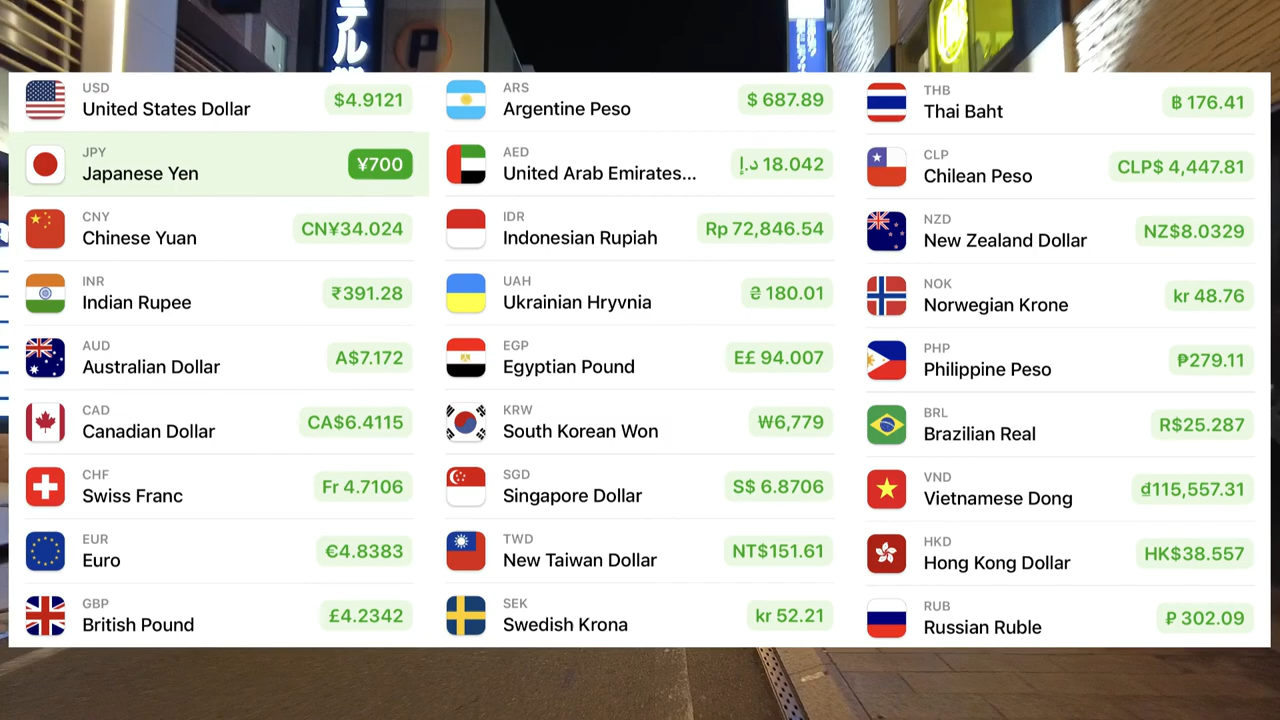 テル
P
USD
United States Dollar
$4.9121
JPY
Japanese Yen
¥700
CNY
Chinese Yuan
CN¥34.024
INR
Indian Rupee
₹391.28
AUD
Australian Dollar
A$7.172
CAD
Canadian Dollar
CA$6.4115
CHF
Swiss Franc
Fr 4.7106
EUR
Euro
€4.8383
GBP
British Pound
£4.2342
ARS
Argentine Peso
$ 687.89
AED
United Arab Emirates...
د.إ 18.042
IDR
Indonesian Rupiah
Rp 72,846.54
UAH
Ukrainian Hryvnia
₴ 180.01
EGP
Egyptian Pound
E£ 94.007
KRW
South Korean Won
₩6,779
SGD
Singapore Dollar
S$ 6.8706
TWD
New Taiwan Dollar
NT$151.61
SEK
Swedish Krona
kr 52.21
THB
Thai Baht
฿ 176.41
CLP
Chilean Peso
CLP$ 4,447.81
NZD
New Zealand Dollar
NZ$8.0329
NOK
Norwegian Krone
kr 48.76
PHP
Philippine Peso
₱279.11
BRL
Brazilian Real
R$25.287
VND
Vietnamese Dong
₫115,557.31
HKD
Hong Kong Dollar
HK$38.557
RUB
Russian Ruble
₽ 302.09